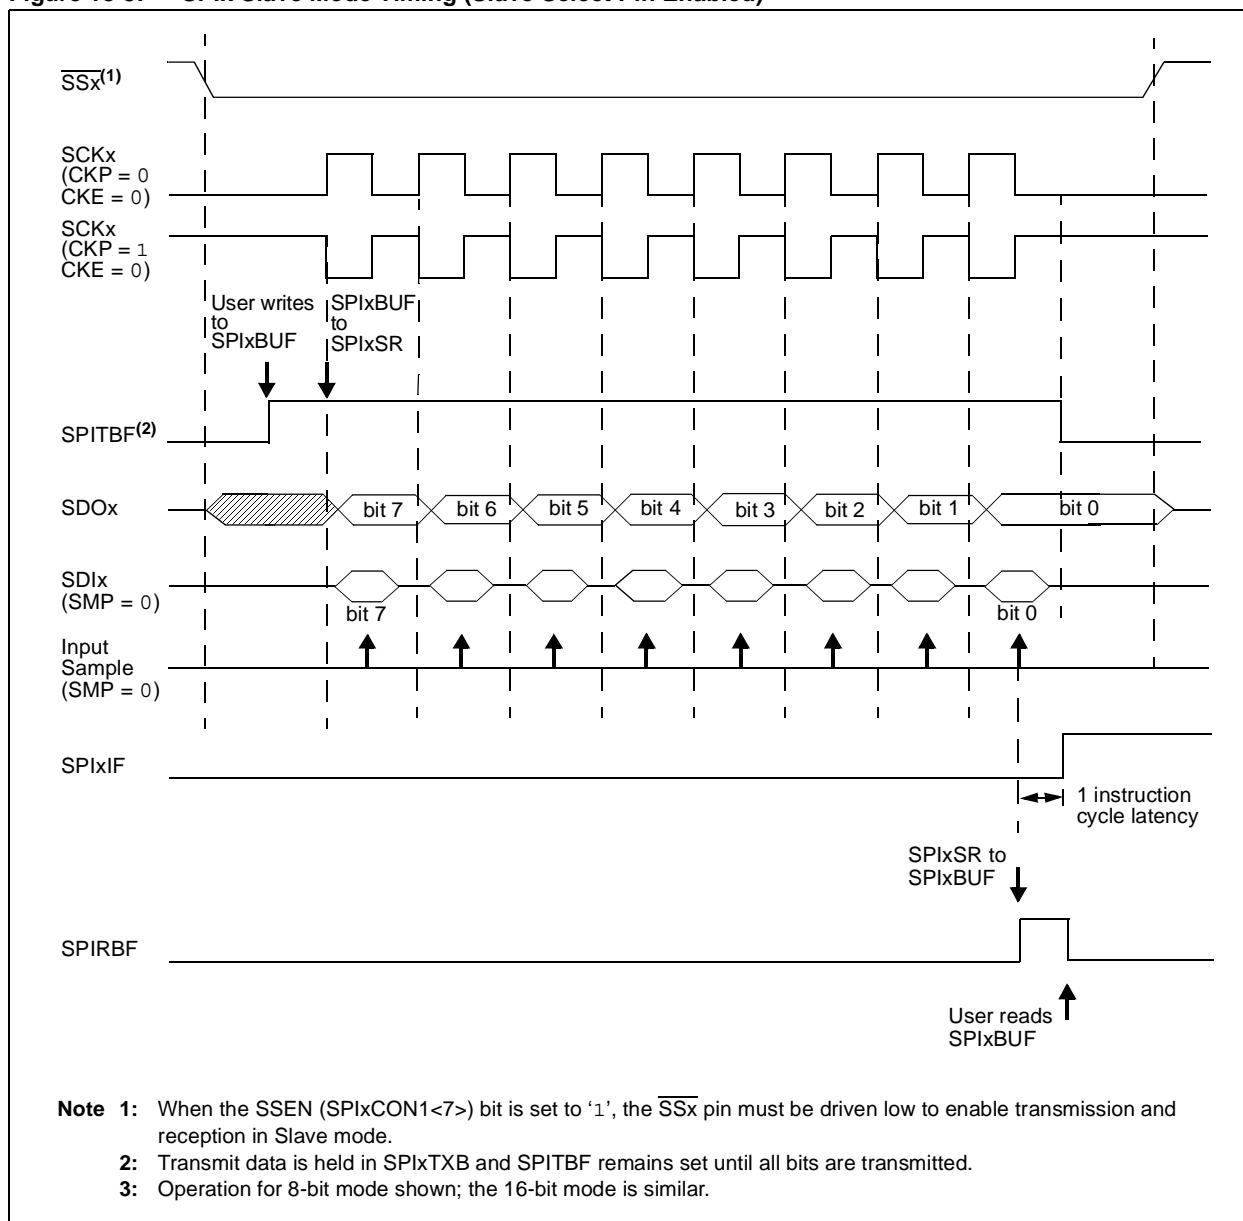 SSx(1)
SCKx
(CKP = 0
CKE = 0)
SCKx
(CKP = 1
CKE = 0)
User writes
to
SPIxBUF
SPIxBUF
to
SPIxSR
SPITBF(2)
SDOx
bit 7
bit 6
bit 5
bit 4
bit 3
bit 2
bit 1
bit 0
SDIx
(SMP = 0)
bit 7
bit 0
Input
Sample
(SMP = 0)
SPIxIF
1 instruction
cycle latency
SPIxSR to
SPIxBUF
SPIRBF
User reads
SPIxBUF
Note 1: When the SSEN (SPIxCON1<7>) bit is set to ‘1’, the SSx pin must be driven low to enable transmission and
reception in Slave mode.
2: Transmit data is held in SPIxTXB and SPITBF remains set until all bits are transmitted.
3: Operation for 8-bit mode shown; the 16-bit mode is similar.